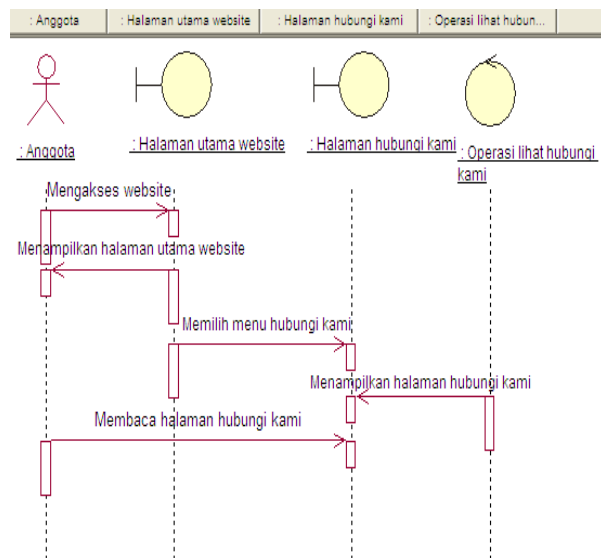 : Anggota
: Halaman utama website
: Halaman hubungi kami
: Operasi lihat hubun...
: Anggota
: Halaman utama website
: Halaman hubungi kami
: Operasi lihat hubungi
kami
Mengakses website
Menampilkan halaman utama website
Memilih menu hubungi kami
Menampilkan halaman hubungi kami
Membaca halaman hubungi kami